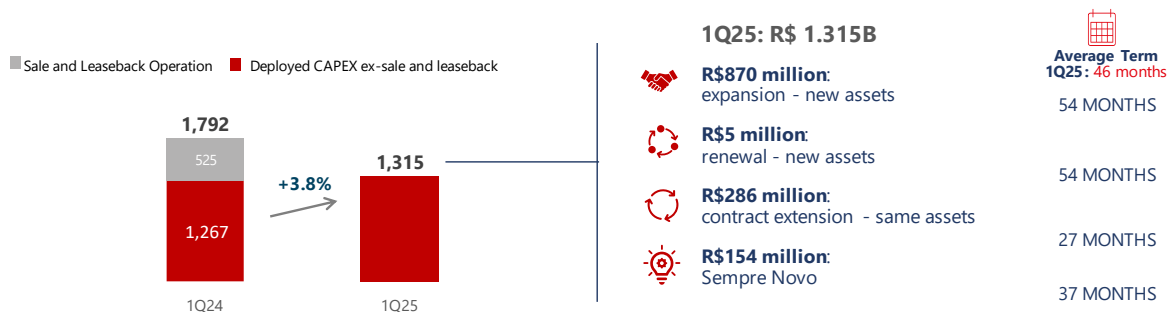 Sale and Leaseback Operation
Deployed CAPEX ex-sale and leaseback
1,792
525
1,267
1Q24
+3.8%
1,315
1Q25
1Q25: R$ 1.315B
R$870 million:
expansion - new assets
R$5 million:
renewal - new assets
R$286 million:
contract extension - same assets
R$154 million:
Sempre Novo
Average Term
1Q25: 46 months
54 MONTHS
54 MONTHS
27 MONTHS
37 MONTHS